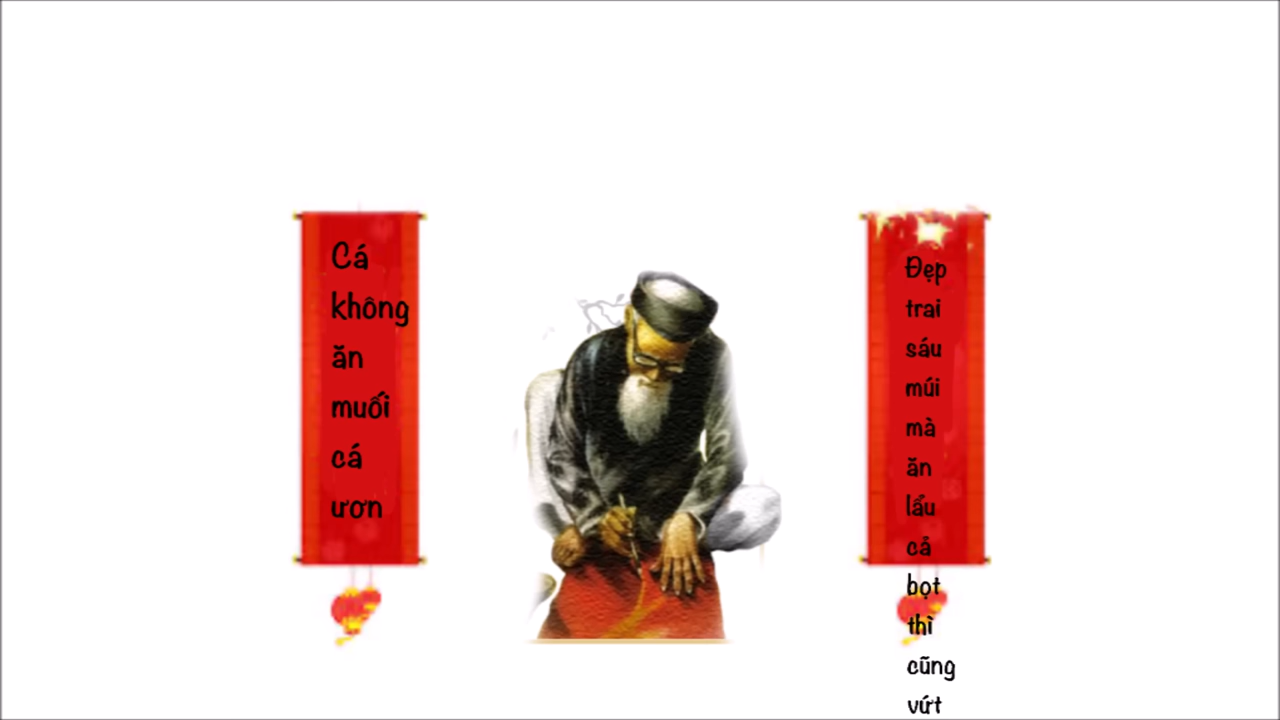 Cá
không
ăn
muối
cá
ươn
Đẹp
trai
sáu
múi
mà
ăn
lẩu
cả
bọt
thì
cũng
vứt